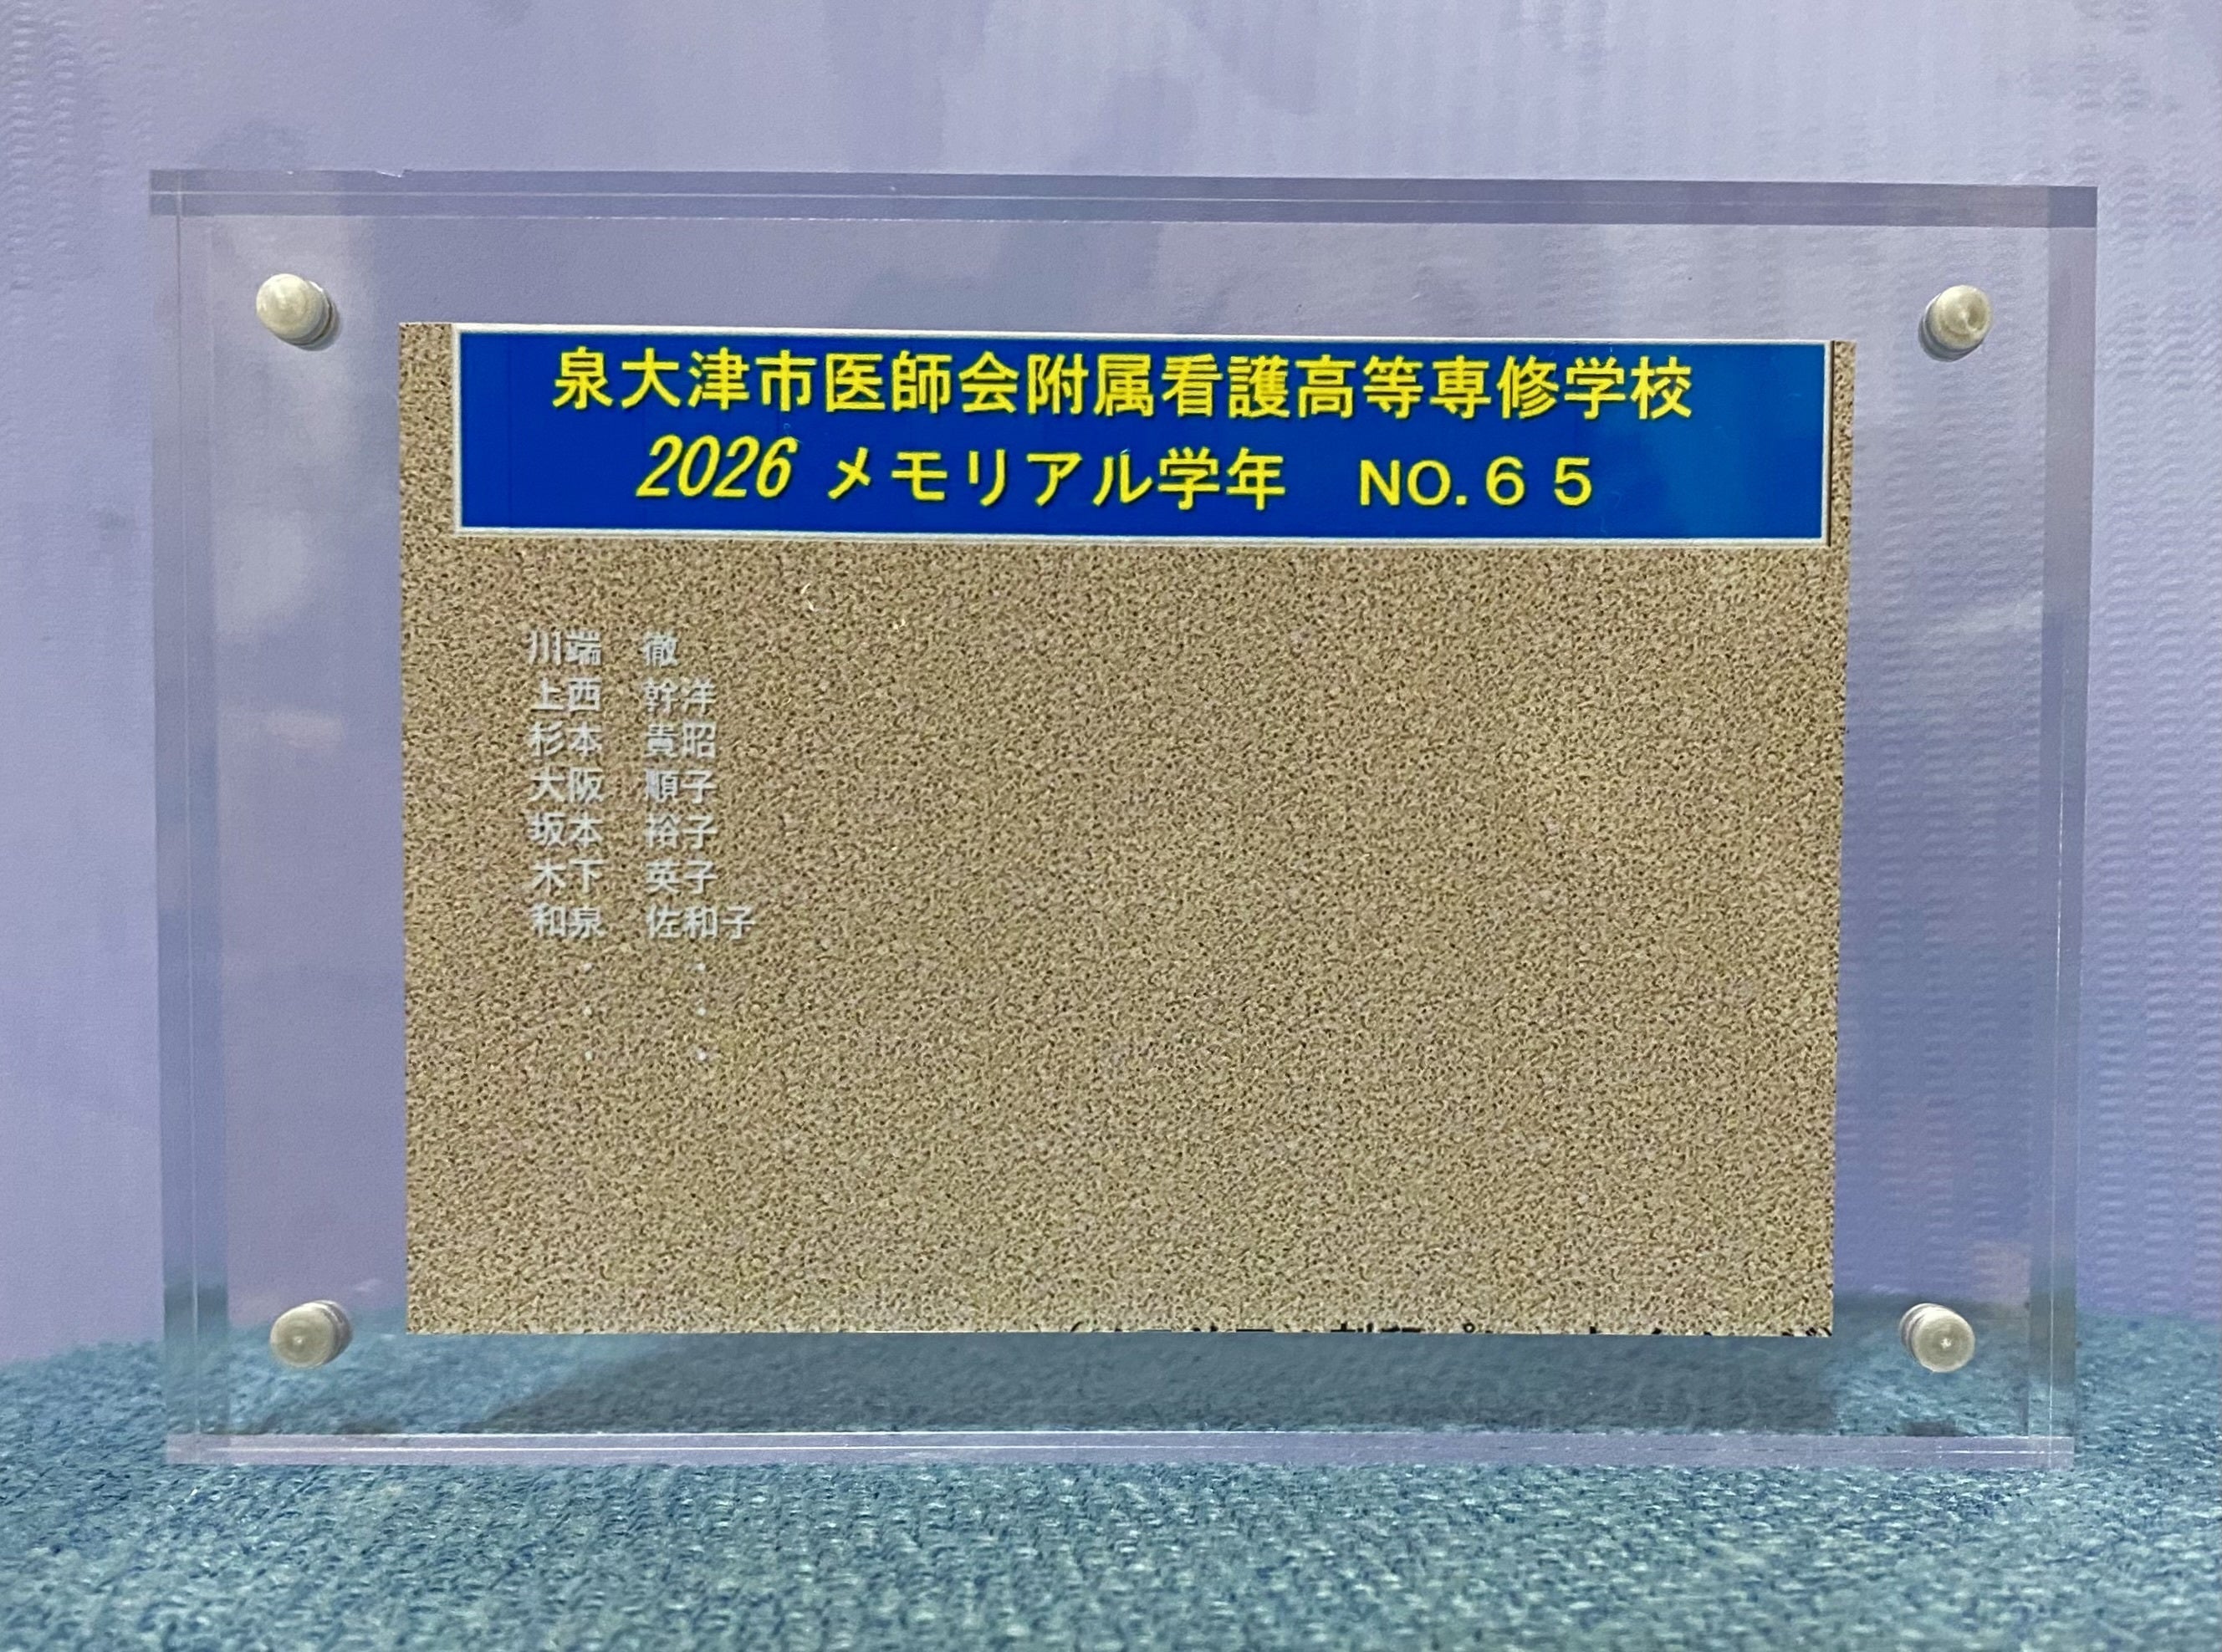 泉大津市医師会附属看護高等専修学校
2026 メモリアル学年　NO.６５
川端　徹
上西　幹洋
杉本　貴昭
大阪　順子
坂本　裕子
木下　英子
和泉　佐和子
・　・
・　・
・　・